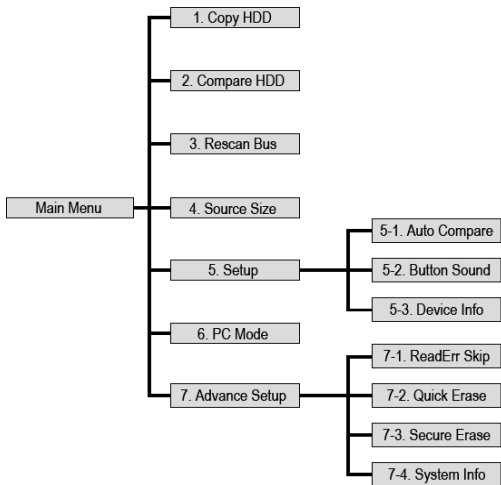 1. Copy HDD
2. Compare HDD
3. Rescan Bus
Main Menu
4. Source Size
5-1. Auto Compare
5. Setup
5-2. Button Sound
5-3. Device Info
6. PC Mode
7-1. ReadErr Skip
7. Advance Setup
7-2. Quick Erase
7-3. Secure Erase
7-4. System Info